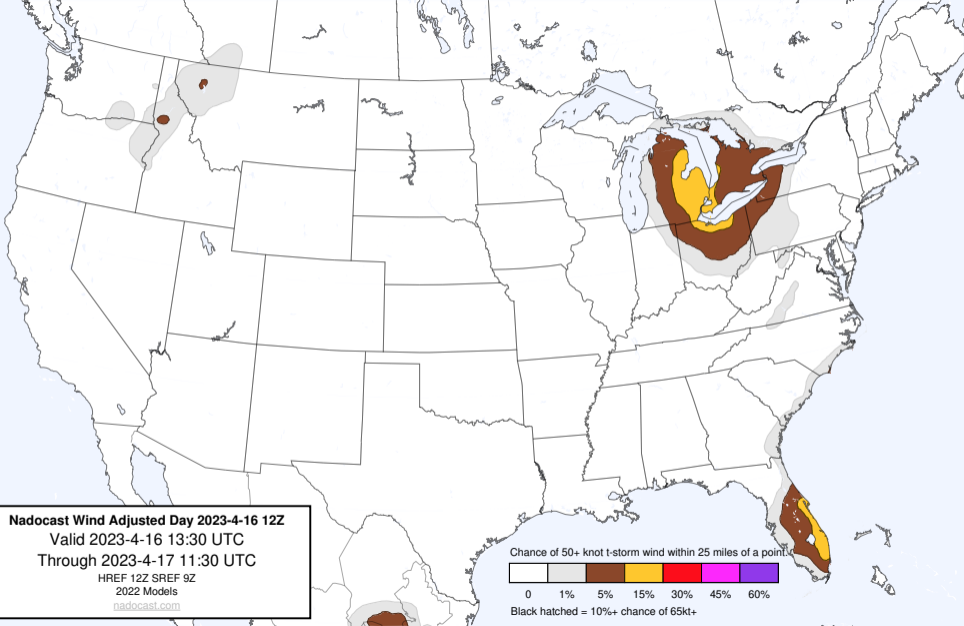 Nadocast Wind Adjusted Day 2023-4-16 12Z
Valid 2023-4-16 13:30 UTC
Through 2023-4-17 11:30 UTC
HREF 12Z SREF 9Z
2022 Models
nadocast.com
Chance of 50+ knot t-storm wind within 25 miles of a point.
0 1% 5% 15% 30% 45% 60%
Black hatched = 10%+ chance of 65kt+